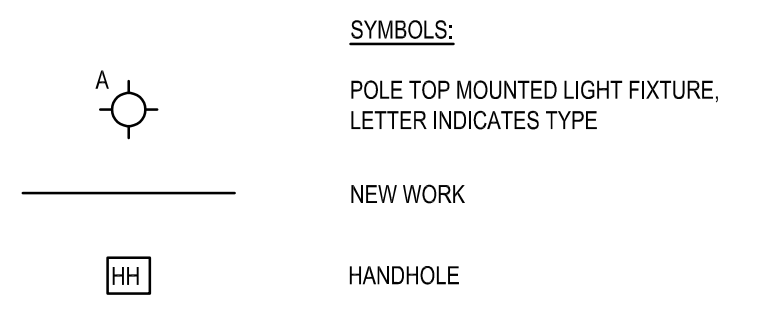 SYMBOLS:
A
POLE TOP MOUNTED LIGHT FIXTURE,
LETTER INDICATES TYPE
NEW WORK
HH
HANDHOLE